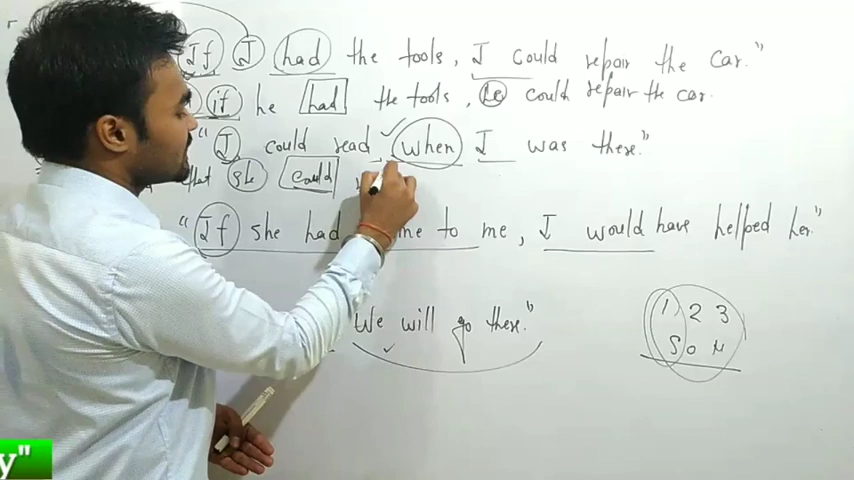 If I had the tools, I could repair the car."
if he had the tools, he could repair the car.
"I could read when I was there."
that she could
"If she had me to me, I would have helped her."
We will go there."
1, 2 3
S O N
y"